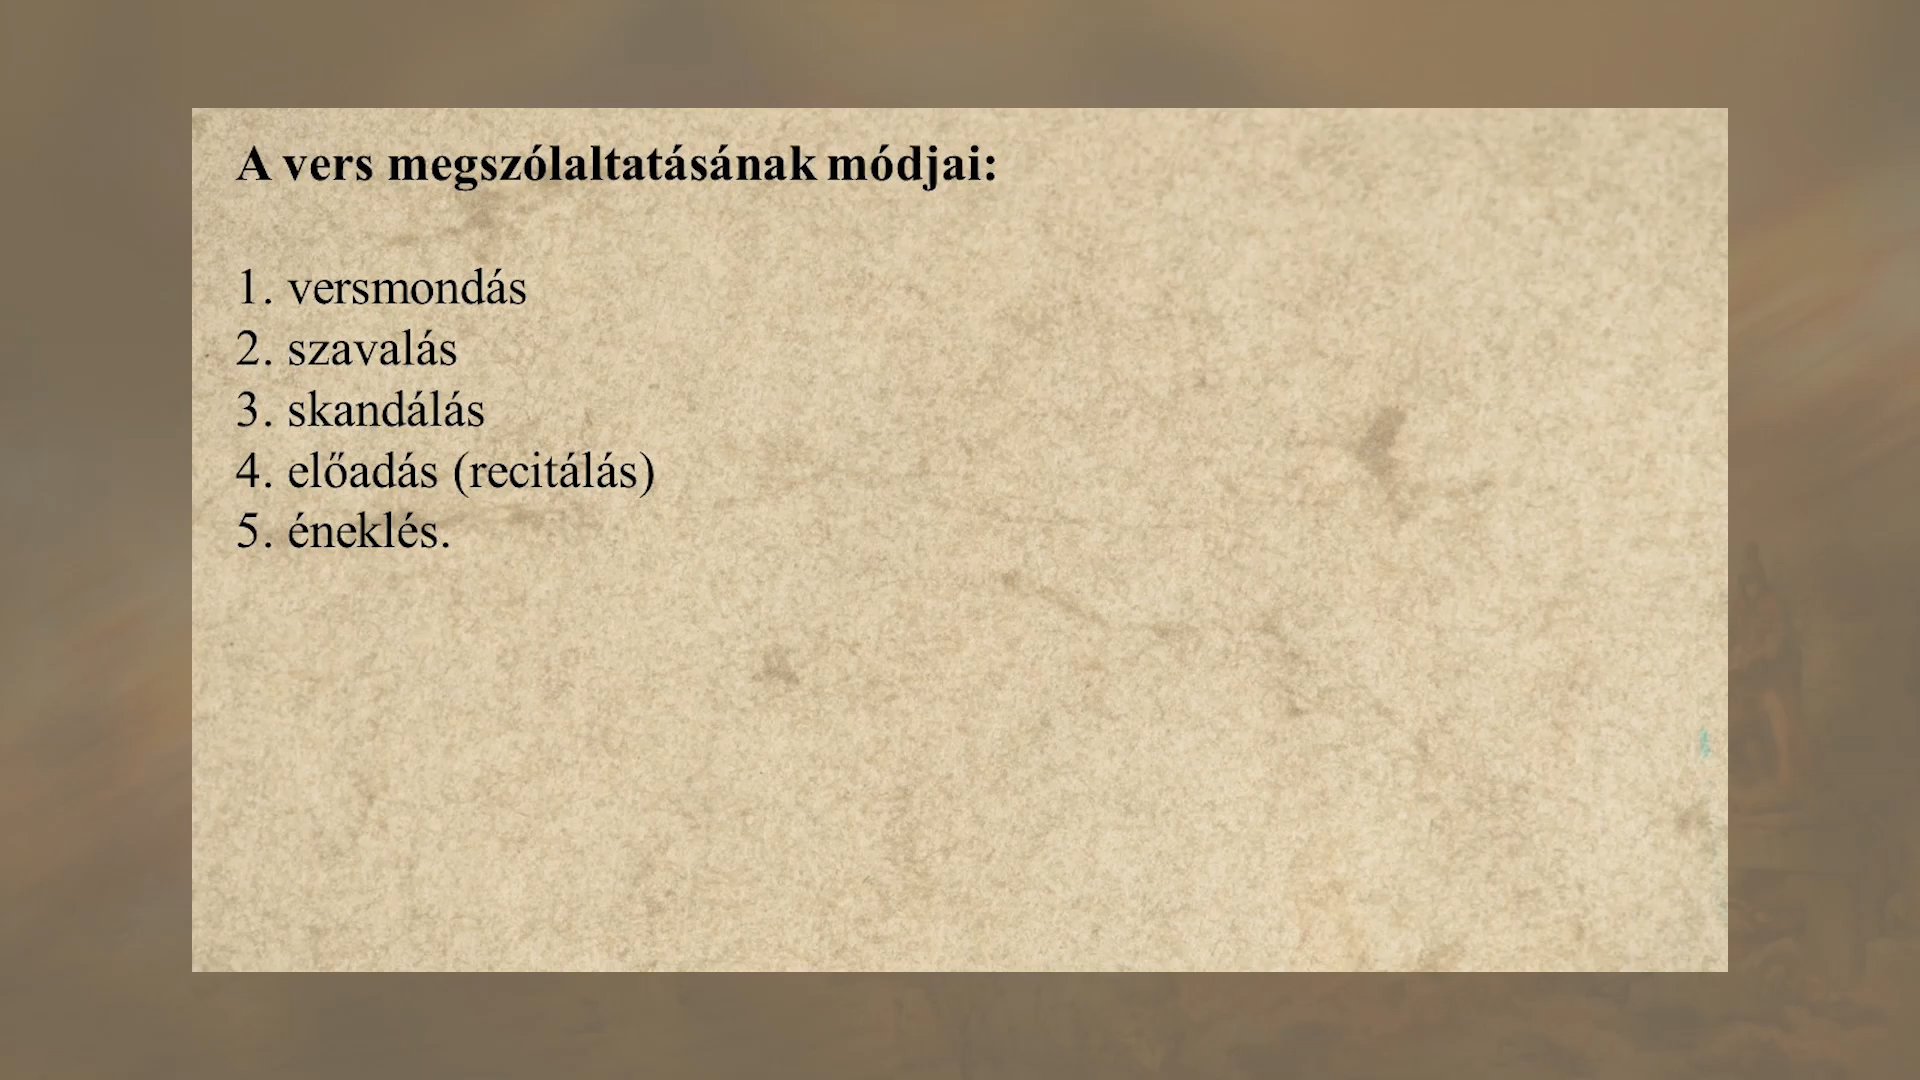 A vers megszólaltatásának módjai:
1. versmondás
2. szavalás
3. skandálás
4. előadás (recitálás)
5. éneklés.